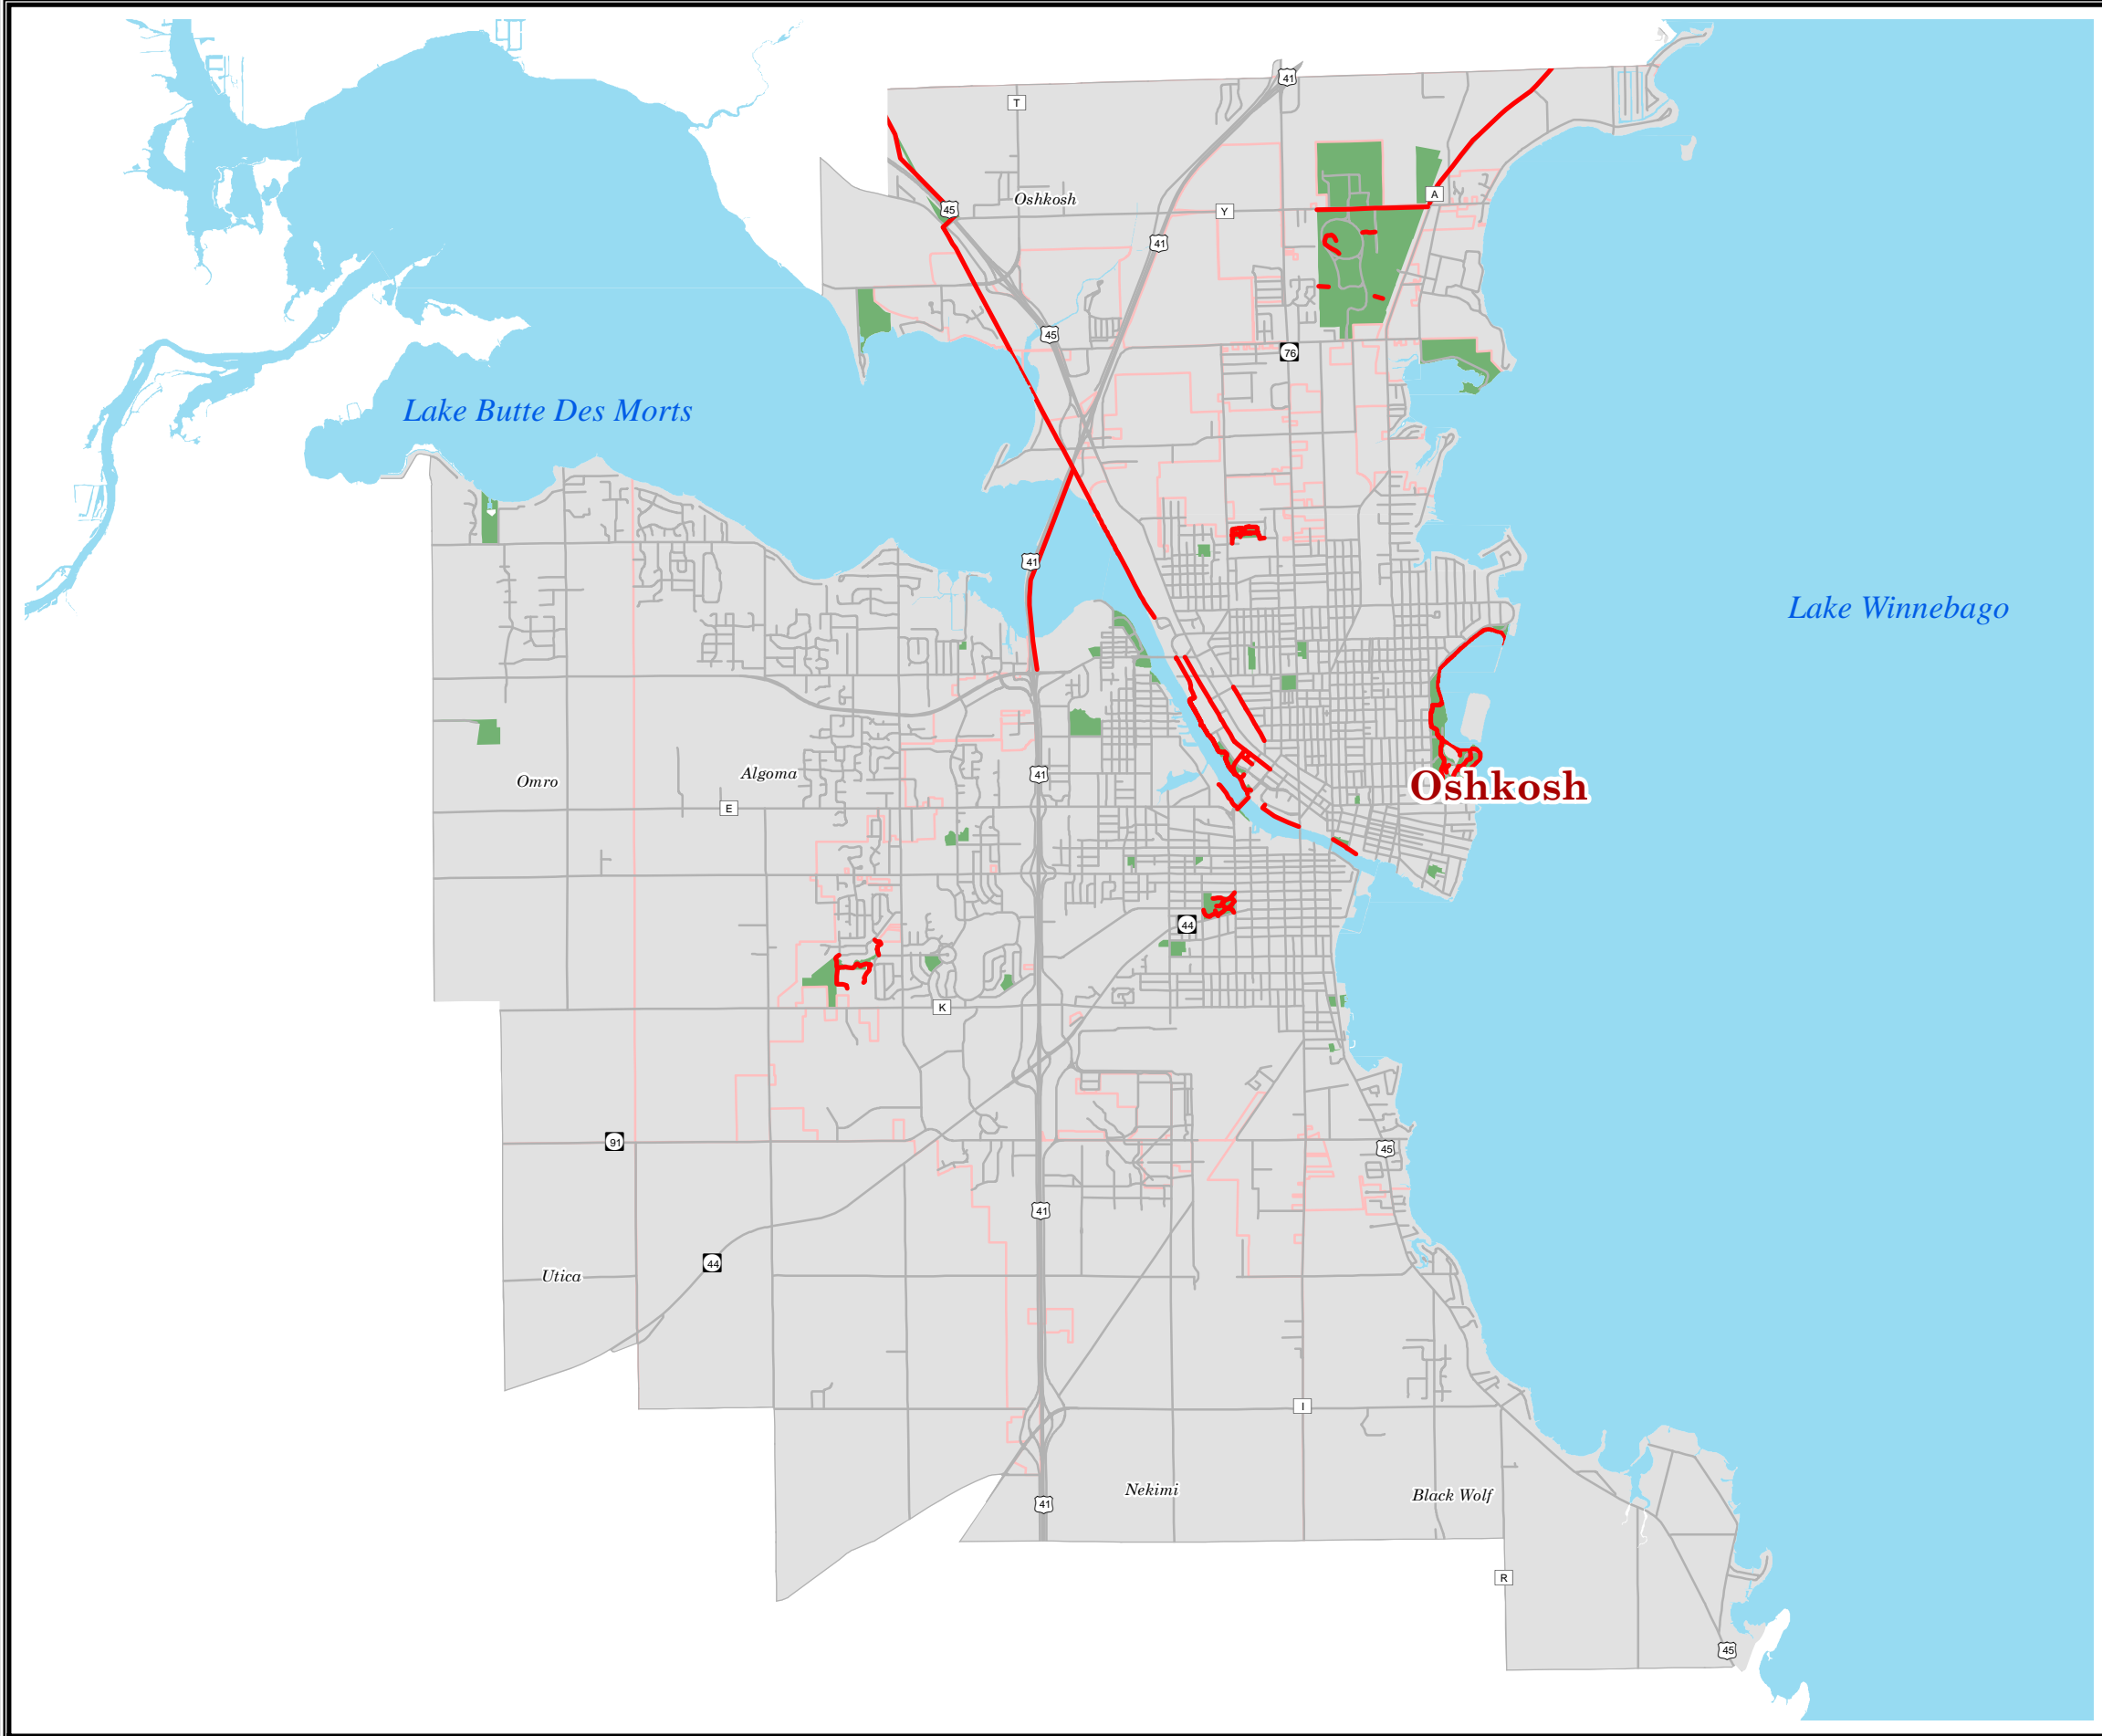 41
T
A
Oshkosh
45
Y
41
45
76
Lake Butte Des Morts
41
Lake Winnebago
41
Omro
Algoma
Oshkosh
E
44
K
91
45
41
44
Utica
I
Nekimi
Black Wolf
41
R
45